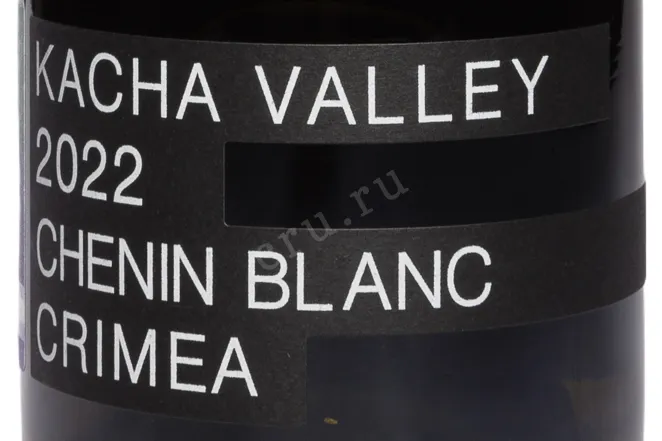 KACHA VALLEY
2022
CHENIN BLANC
CRIMEA